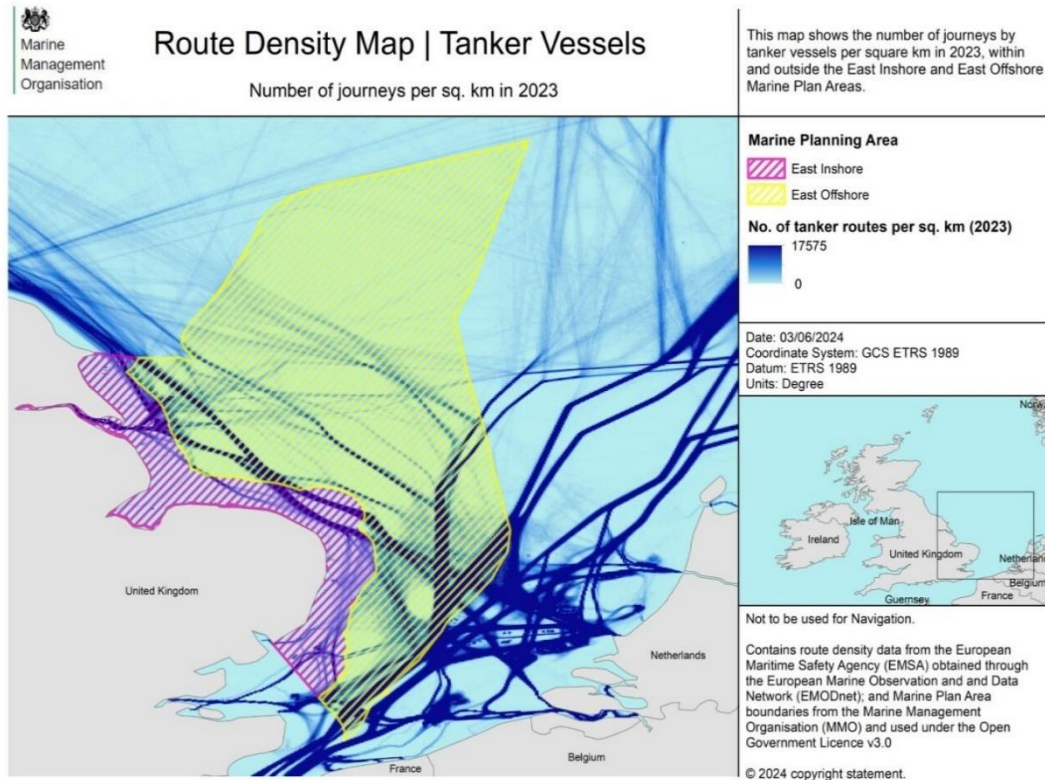 Marine
Management
Organisation
Route Density Map | Tanker Vessels
Number of journeys per sq. km in 2023
This map shows the number of journeys by
tanker vessels per square km in 2023, within
and outside the East Inshore and East Offshore
Marine Plan Areas.
Marine Planning Area
East Inshore
East Offshore
No. of tanker routes per sq. km (2023)
17575
0
Date: 03/06/2024
Coordinate System: GCS ETRS 1989
Datum: ETRS 1989
Units: Degree
Norwa
Isle of Man
Ireland
United Kingdom
Netherland
Belgium
Guernsey
France
United Kingdom
Netherlands
Belgium
France
Not to be used for Navigation.
Contains route density data from the European
Maritime Safety Agency (EMSA) obtained through
the European Marine Observation and and Data
Network (EMODnet); and Marine Plan Area
boundaries from the Marine Management
Organisation (MMO) and used under the Open
Government Licence v3.0
© 2024 copyright statement.